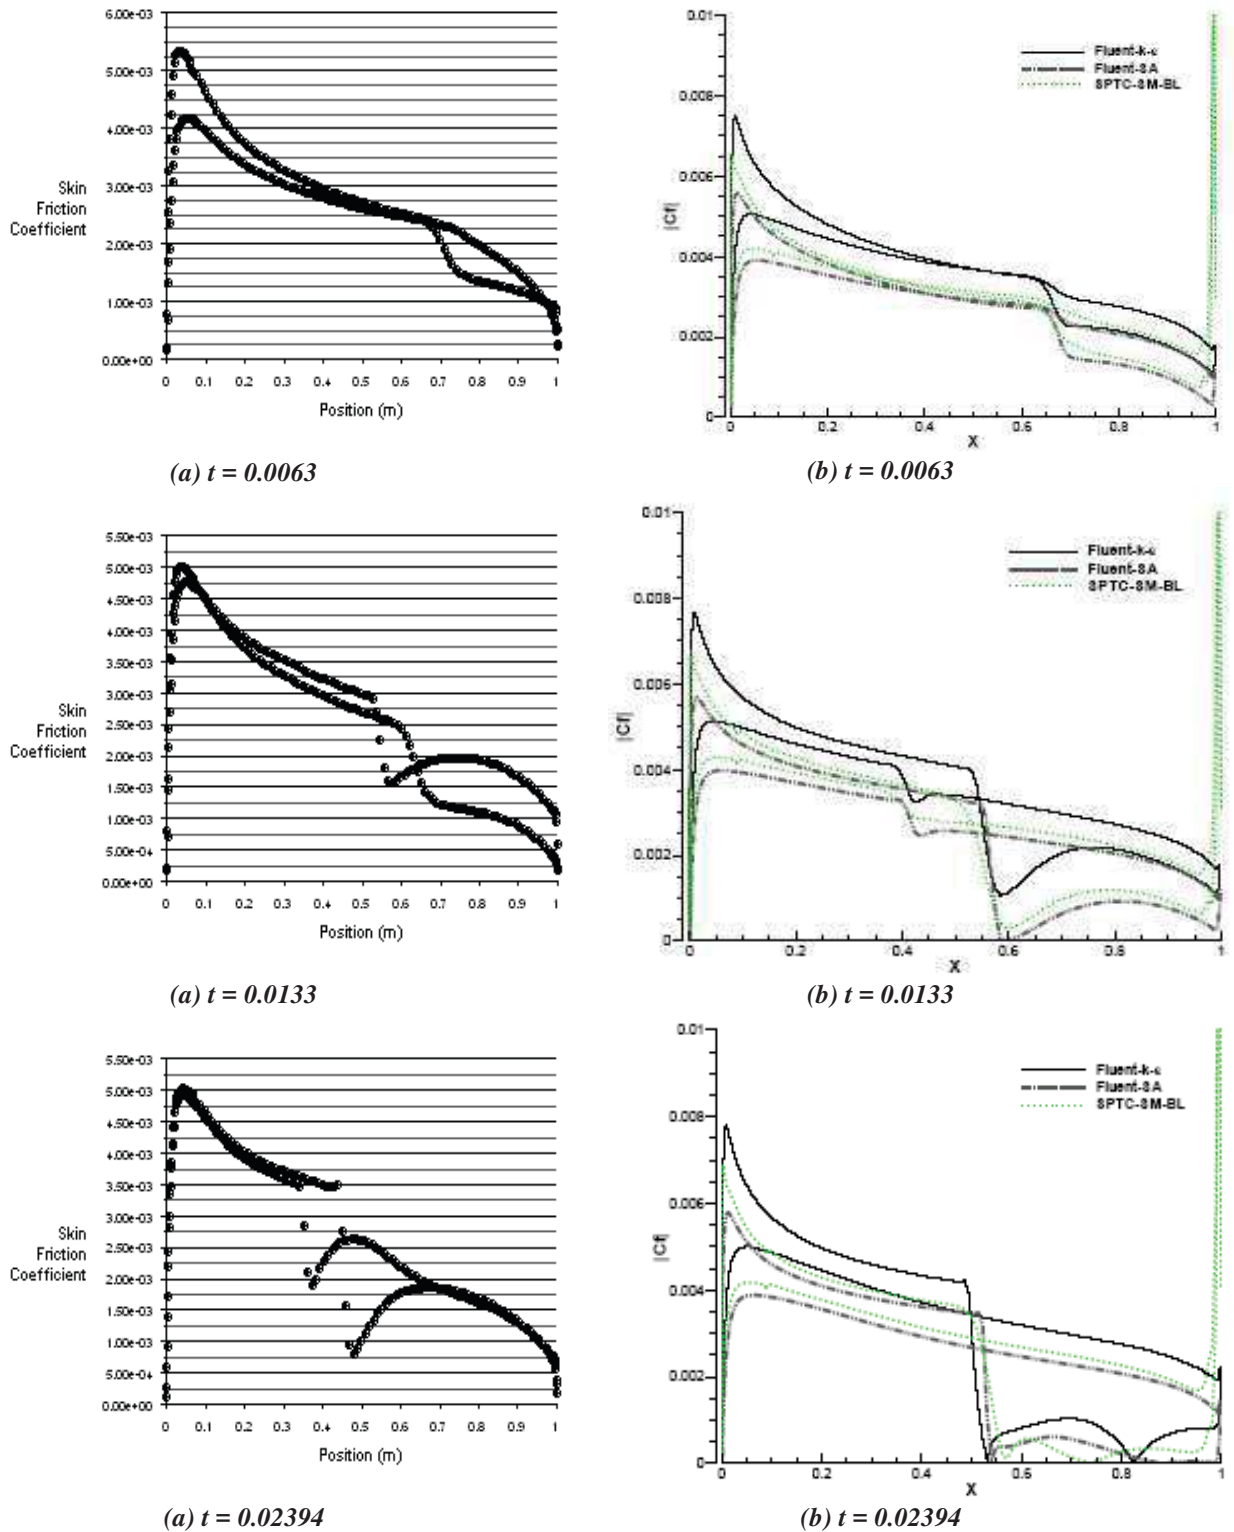 6.00e-03
5.00e-03
4.00e-03
3.00e-03
2.00e-03
1.00e-03
0.00e+00
Skin
Friction
Coefficient
0 0.1 0.2 0.3 0.4 0.5 0.6 0.7 0.8 0.9 1
Position (m)
(a) t = 0.0063
0.01
0.008
0.006
0.004
0.002
0
|Cf|
Fluent-k-ε
Fluent-SA
SPTC-SM-BL
0 0.2 0.4 0.6 0.8 1
X
(b) t = 0.0063
5.50e-03
5.00e-03
4.50e-03
4.00e-03
3.50e-03
3.00e-03
2.50e-03
2.00e-03
1.50e-03
1.00e-03
5.00e-04
0.00e+00
Skin
Friction
Coefficient
0 0.1 0.2 0.3 0.4 0.5 0.6 0.7 0.8 0.9 1
Position (m)
(a) t = 0.0133
0.01
0.008
0.006
0.004
0.002
0
|Cf|
Fluent-k-ε
Fluent-SA
SPTC-SM-BL
0 0.2 0.4 0.6 0.8 1
X
(b) t = 0.0133
5.50e-03
5.00e-03
4.50e-03
4.00e-03
3.50e-03
3.00e-03
2.50e-03
2.00e-03
1.50e-03
1.00e-03
5.00e-04
0.00e+00
Skin
Friction
Coefficient
0 0.1 0.2 0.3 0.4 0.5 0.6 0.7 0.8 0.9 1
Position (m)
(a) t = 0.02394
0.01
0.008
0.006
0.004
0.002
0
|Cf|
Fluent-k-ε
Fluent-SA
SPTC-SM-BL
0 0.2 0.4 0.6 0.8 1
X
(b) t = 0.02394